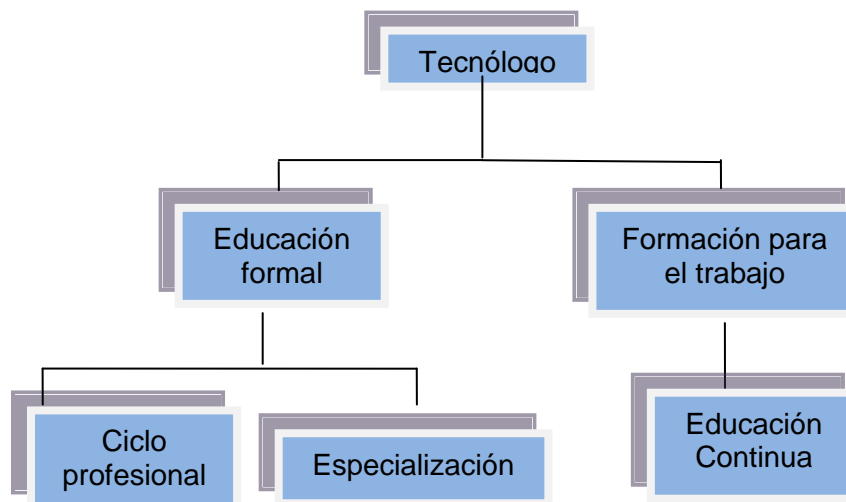 Tecnólogo
Educación
formal
Formación para
el trabajo
Ciclo
profesional
Especialización
Educación
Continua